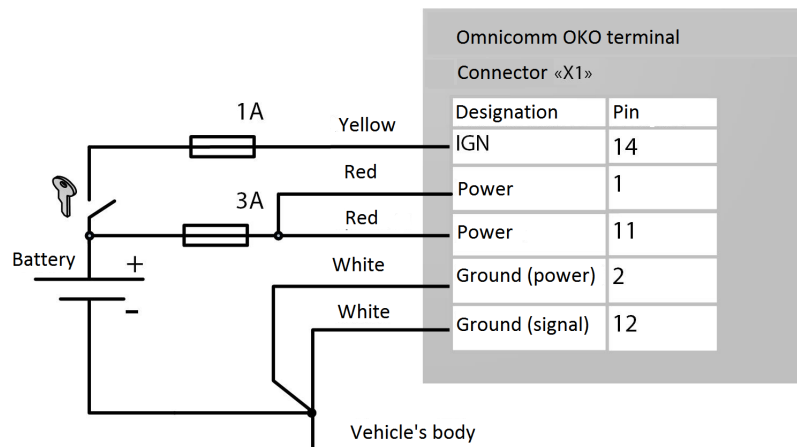 Omnicomm OKO terminal
Connector «X1»
Designation Pin
1A
Yellow
IGN 14
Red
Power 1
3A
Red
Power 11
Battery
+
-
White
Ground (power) 2
White
Ground (signal) 12
Vehicle's body